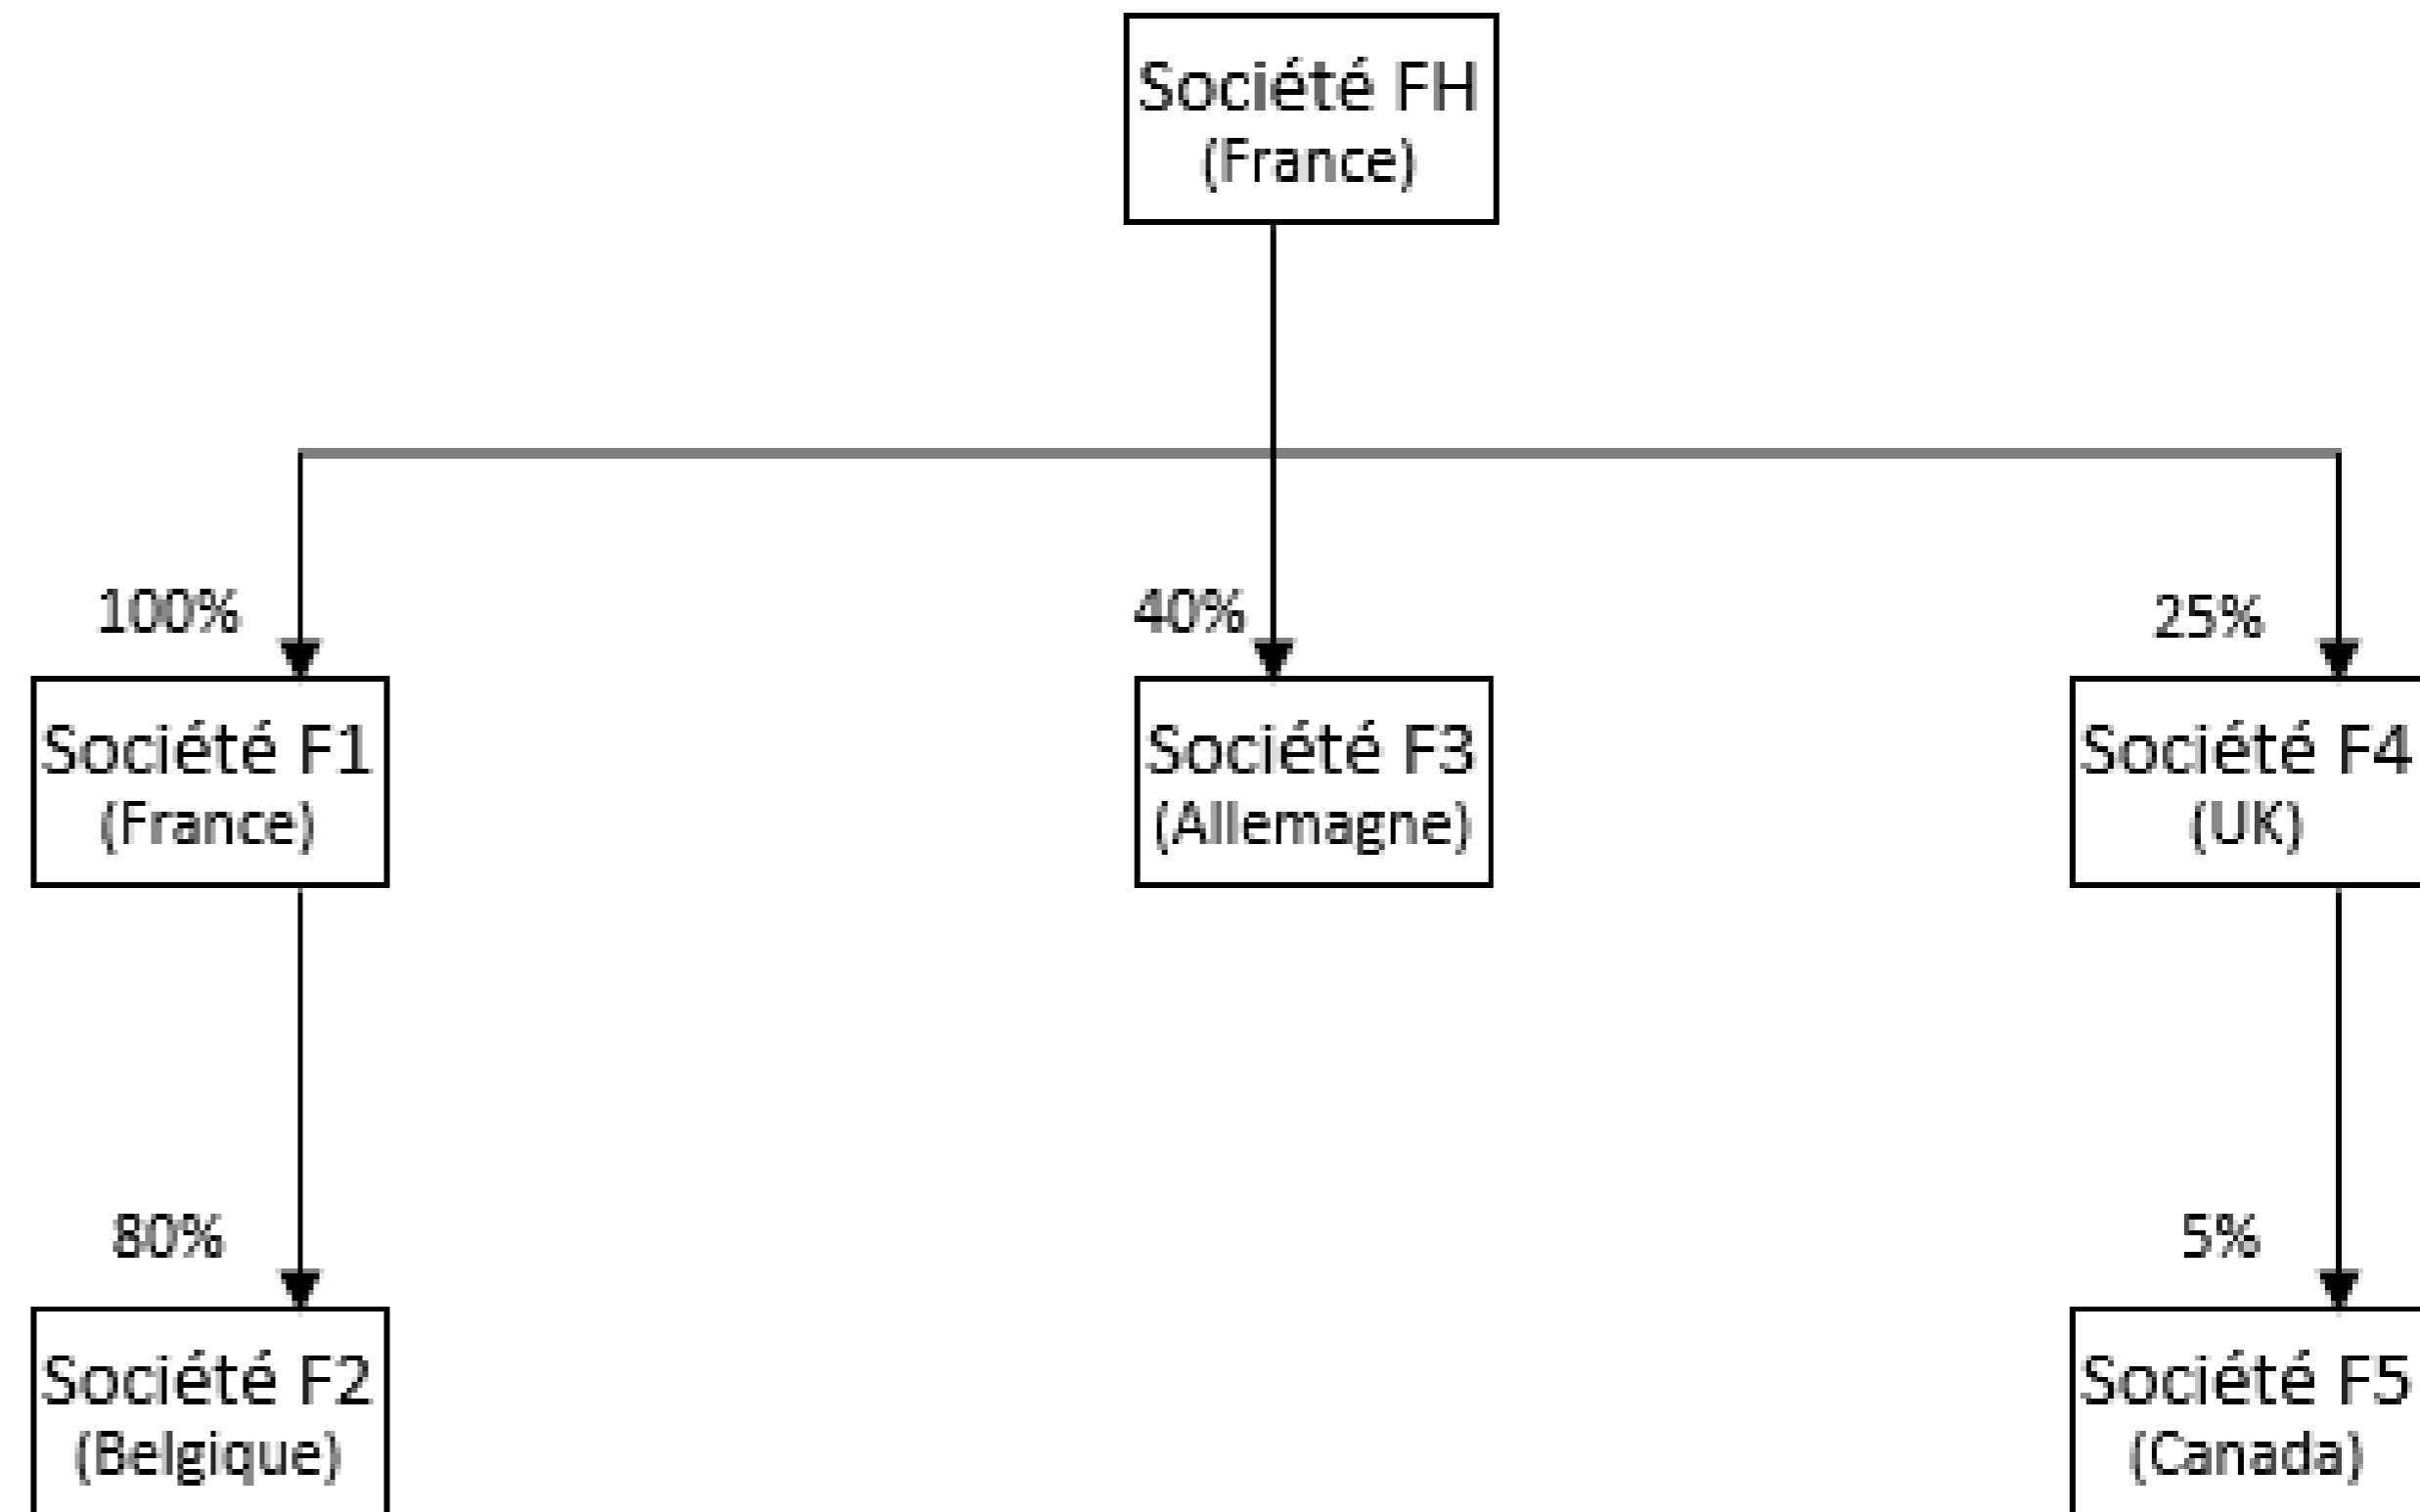 Société FH
(France)
100%
40%
25%
Société F1
(France)
Société F3
(Allemagne)
Société F4
(UK)
80%
5%
Société F2
(Belgique)
Société F5
(Canada)